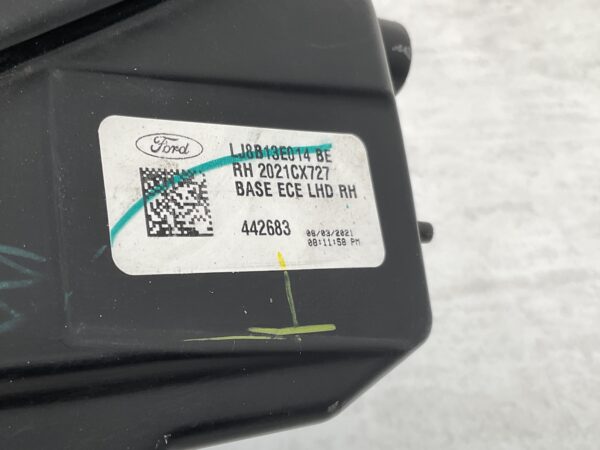 Ford
LJ8B13E014 BE
RH 2021CX727
BASE ECE LHD RH
442683
08/03/2021
08:11:58 PM